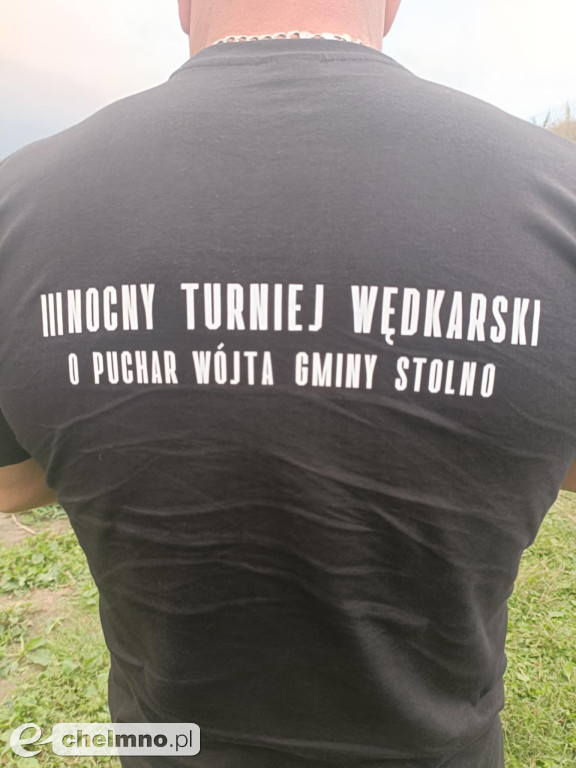 III NOCNY TURNIEJ WĘDKARSKI
O PUCHAR WÓJTA GMINY STOLNO
e-chelmno.pl